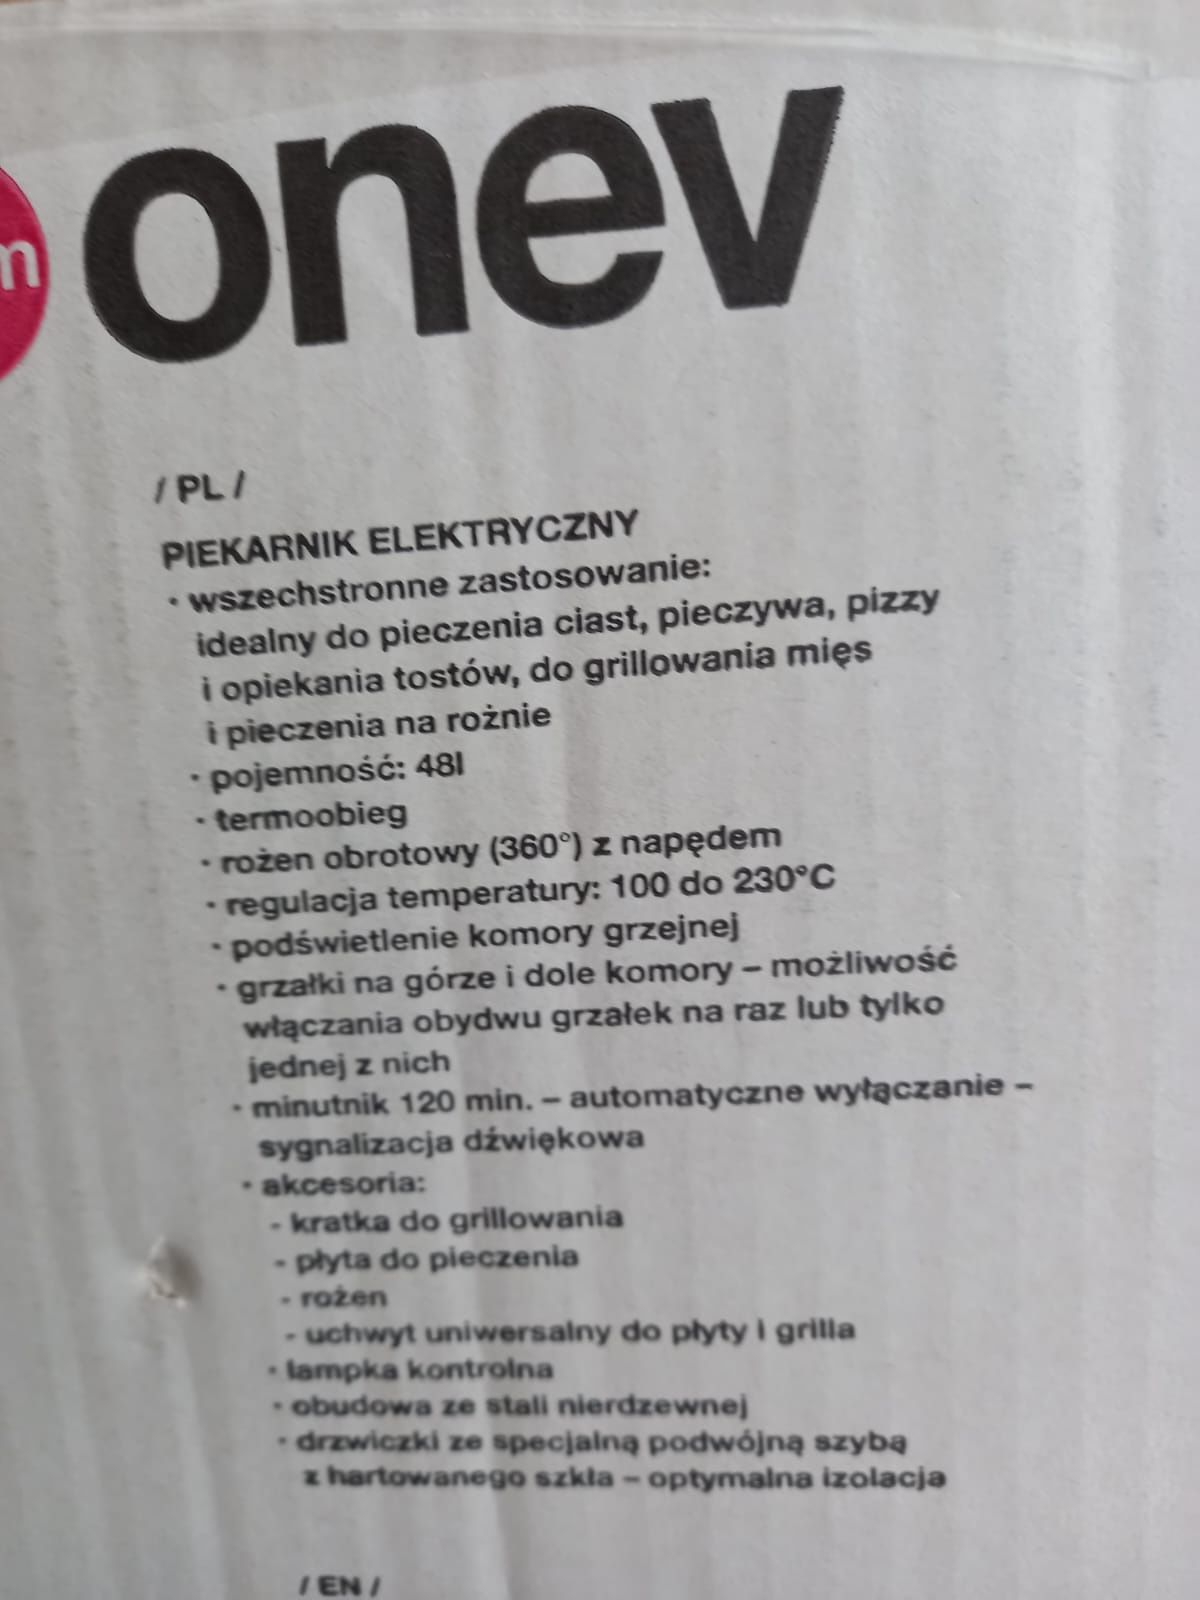 n
onev
/ PL /
PIEKARNIK ELEKTRYCZNY
• wszechstronne zastosowanie:
idealny do pieczenia ciast, pieczywa, pizzy
i opiekania tostów, do grillowania mięs
i pieczenia na rożnie
• pojemność: 48l
• termoobieg
• rożen obrotowy (360°) z napędem
• regulacja temperatury: 100 do 230°C
• podświetlenie komory grzejnej
• grzałki na górze i dole komory – możliwość
włączania obydwu grzałek na raz lub tylko
jednej z nich
• minutnik 120 min. – automatyczne wyłączanie –
sygnalizacja dźwiękowa
• akcesoria:
- kratka do grillowania
- płyta do pieczenia
- rożen
- uchwyt uniwersalny do płyty i grilla
• lampka kontrolna
• obudowa ze stali nierdzewnej
• drzwiczki ze specjalną podwójną szybą
z hartowanego szkła – optymalna izolacja
/ EN /